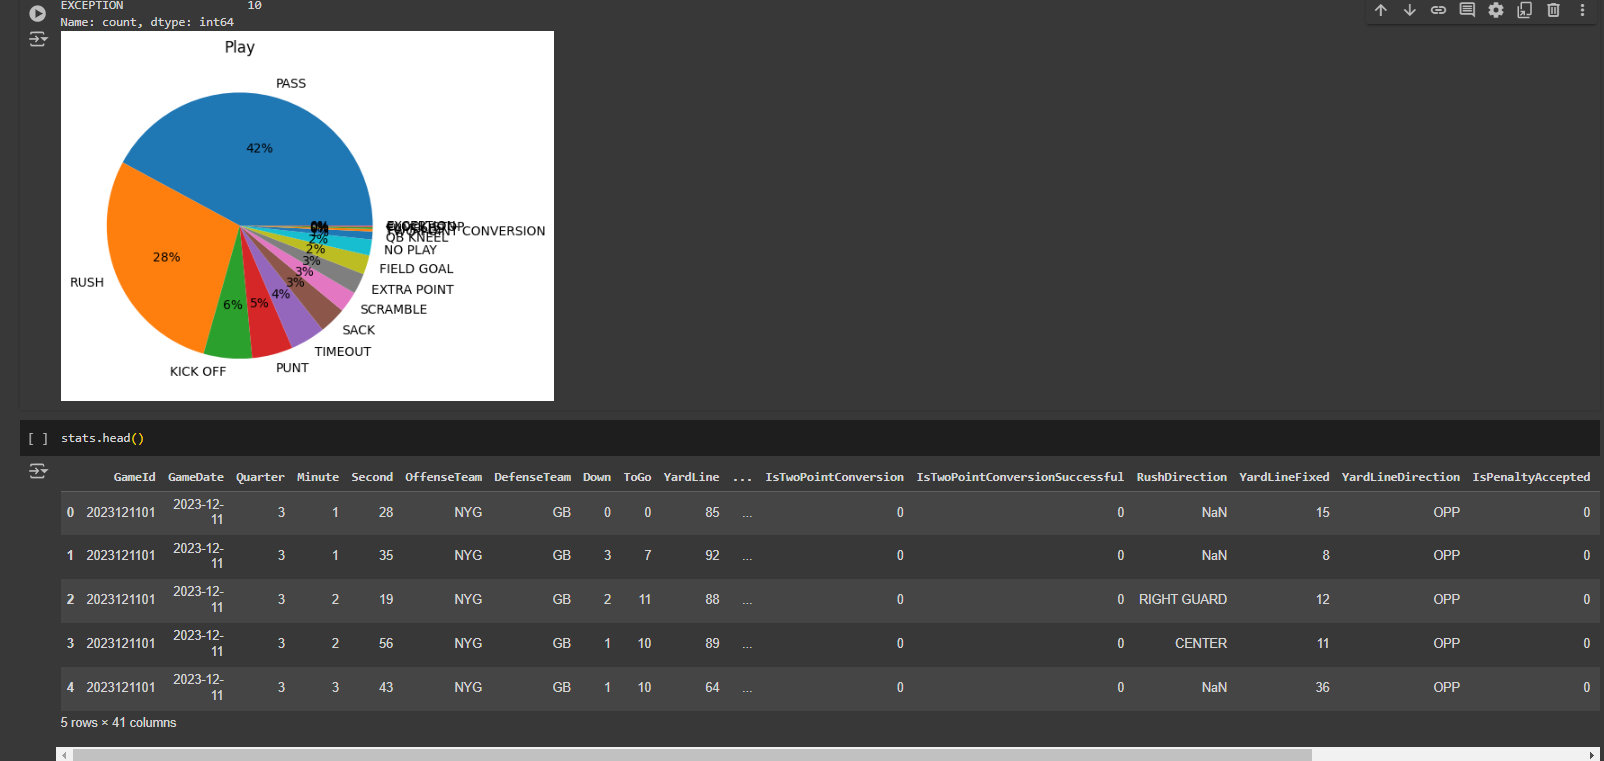 EXCEPTION 10
Name: count, dtype: int64
Play
PASS
42%
28%
RUSH
6%
KICK OFF
5%
PUNT
4%
TIMEOUT
3%
SACK
3%
SCRAMBLE
3%
EXTRA POINT
2%
FIELD GOAL
2%
NO PLAY
QB KNEEL
TWO-POINT CONVERSION
EXCEPTION
[ ] stats.head()
GameId GameDate Quarter Minute Second OffenseTeam DefenseTeam Down ToGo YardLine ... IsTwoPointConversion IsTwoPointConversionSuccessful RushDirection YardLineFixed YardLineDirection IsPenaltyAccepted
0 2023121101 2023-12-11 3 1 28 NYG GB 0 0 85 ... 0 0 NaN 15 OPP 0
1 2023121101 2023-12-11 3 1 35 NYG GB 3 7 92 ... 0 0 NaN 8 OPP 0
2 2023121101 2023-12-11 3 2 19 NYG GB 2 11 88 ... 0 0 RIGHT GUARD 12 OPP 0
3 2023121101 2023-12-11 3 2 56 NYG GB 1 10 89 ... 0 0 CENTER 11 OPP 0
4 2023121101 2023-12-11 3 3 43 NYG GB 1 10 64 ... 0 0 NaN 36 OPP 0
5 rows × 41 columns